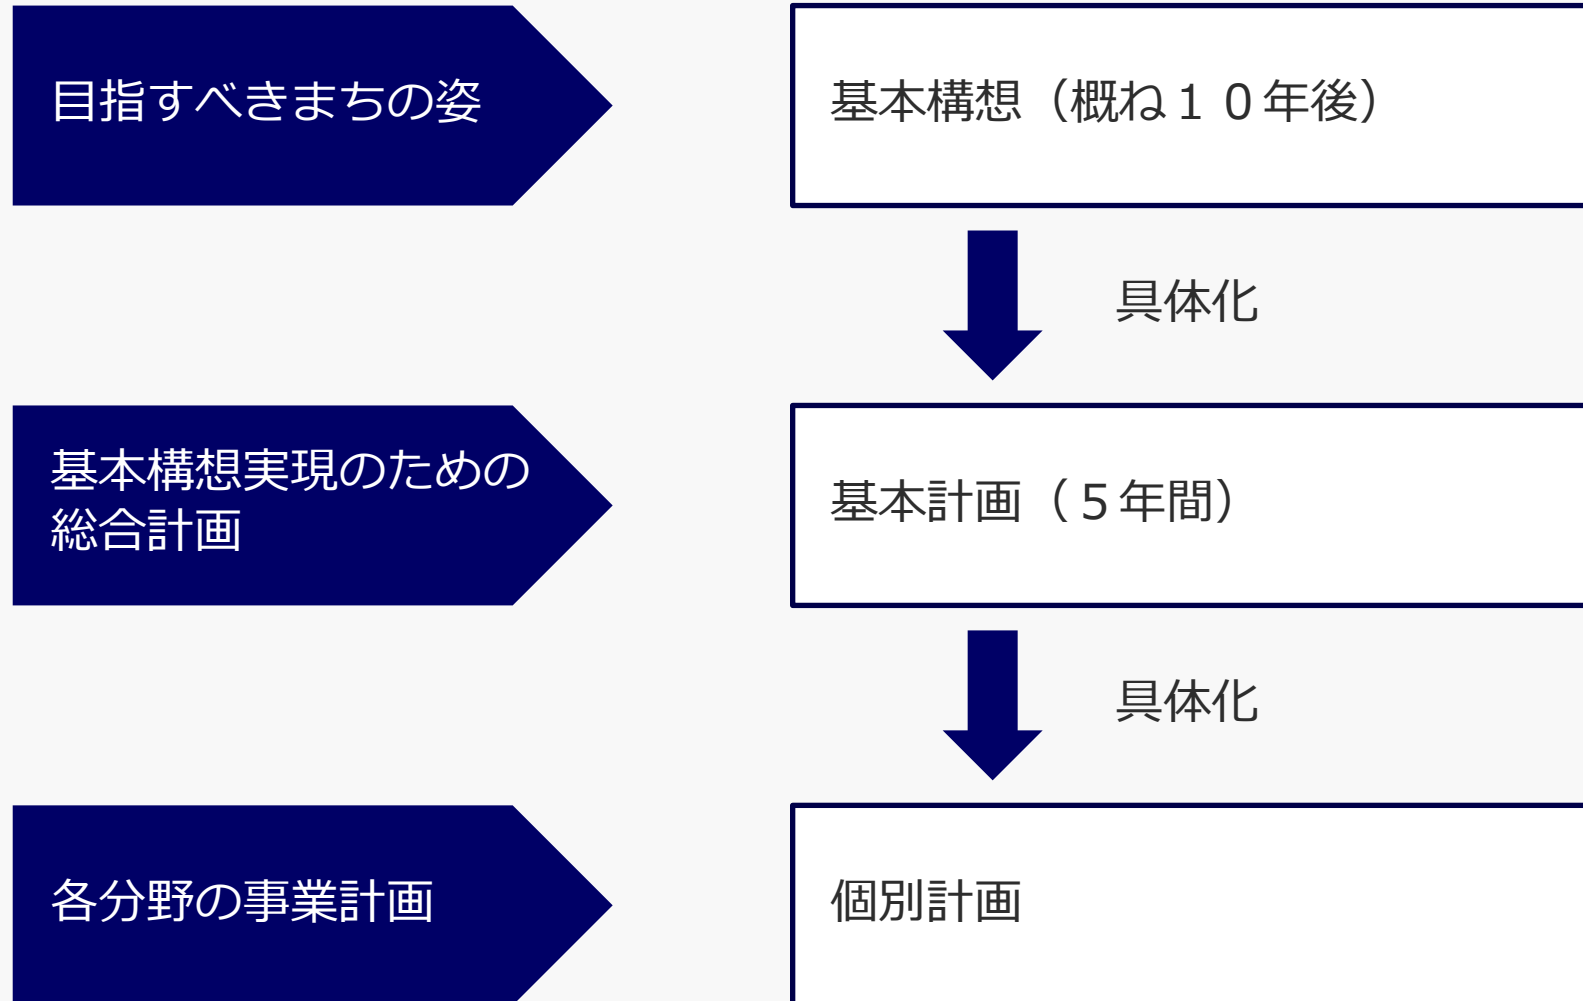 目指すべきまちの姿
基本構想（概ね１０年後）
具体化
基本構想実現のための
総合計画
基本計画（５年間）
具体化
各分野の事業計画
個別計画